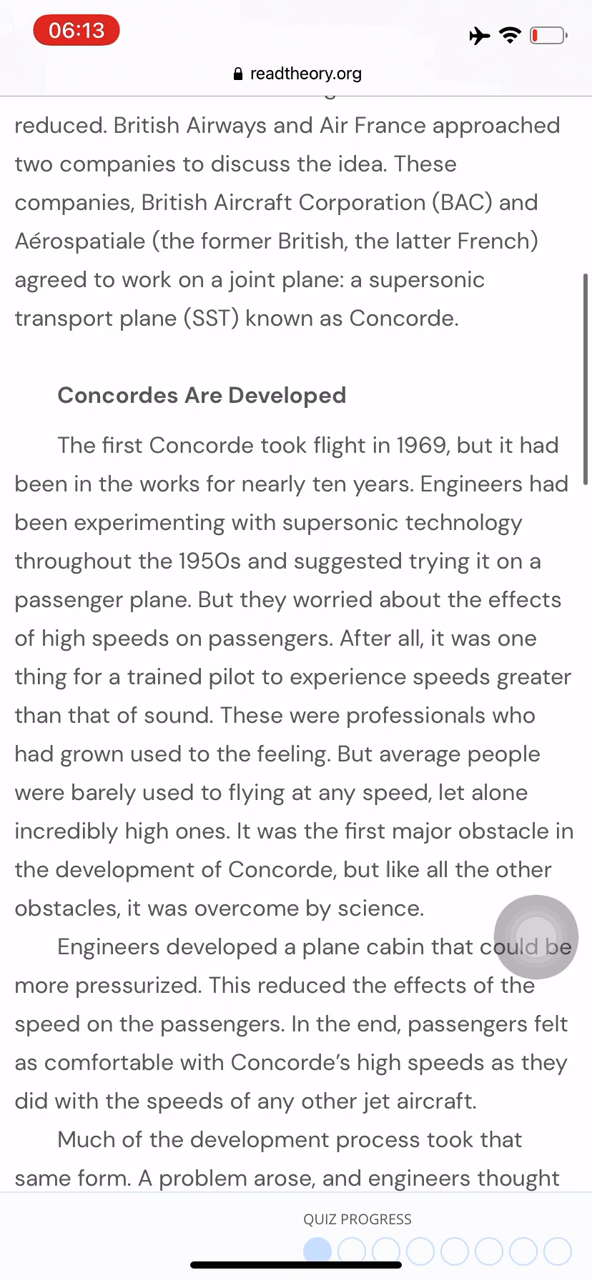 06:13
readtheory.org
reduced. British Airways and Air France approached
two companies to discuss the idea. These
companies, British Aircraft Corporation (BAC) and
Aérospatiale (the former British, the latter French)
agreed to work on a joint plane: a supersonic
transport plane (SST) known as Concorde.
Concordes Are Developed
The first Concorde took flight in 1969, but it had
been in the works for nearly ten years. Engineers had
been experimenting with supersonic technology
throughout the 1950s and suggested trying it on a
passenger plane. But they worried about the effects
of high speeds on passengers. After all, it was one
thing for a trained pilot to experience speeds greater
than that of sound. These were professionals who
had grown used to the feeling. But average people
were barely used to flying at any speed, let alone
incredibly high ones. It was the first major obstacle in
the development of Concorde, but like all the other
obstacles, it was overcome by science.
Engineers developed a plane cabin that could be
more pressurized. This reduced the effects of the
speed on the passengers. In the end, passengers felt
as comfortable with Concorde’s high speeds as they
did with the speeds of any other jet aircraft.
Much of the development process took that
same form. A problem arose, and engineers thought
QUIZ PROGRESS